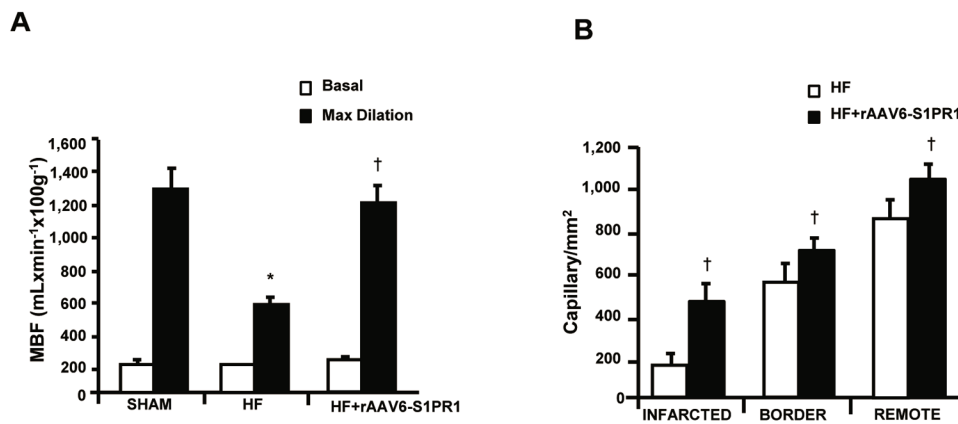 A
Basal
Max Dilation
MBF (mLxmin⁻¹x100g⁻¹)
1,600
1,400
1,200
1,000
800
600
400
200
0
†
*
SHAM HF HF+rAAV6-S1PR1
B
HF
HF+rAAV6-S1PR1
Capillary/mm²
1,200
1,000
800
600
400
200
0
† † †
INFARCTED BORDER REMOTE